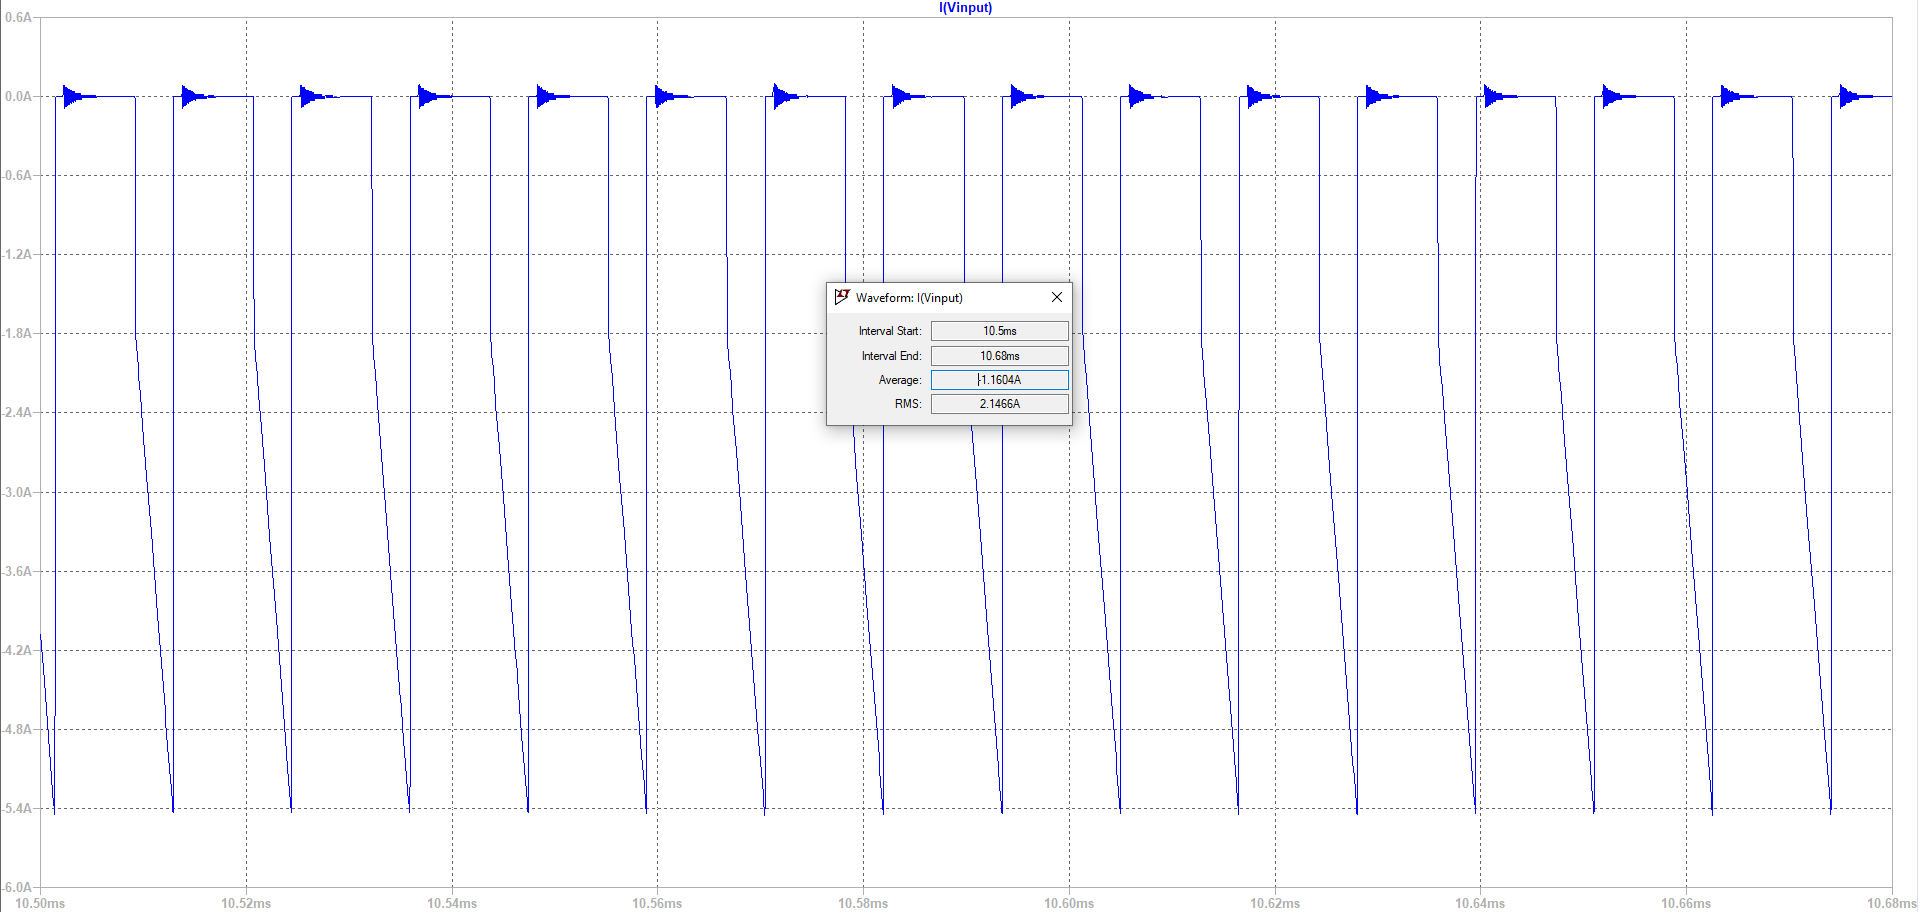 I(Vinput)
0.6A
0.0A
-0.6A
-1.2A
-1.8A
-2.4A
-3.0A
-3.6A
-4.2A
-4.8A
-5.4A
-6.0A
Waveform: I(Vinput)
Interval Start: 10.5ms
Interval End: 10.68ms
Average: -1.1604A
RMS: 2.1466A
10.50ms 10.52ms 10.54ms 10.56ms 10.58ms 10.60ms 10.62ms 10.64ms 10.66ms 10.68ms